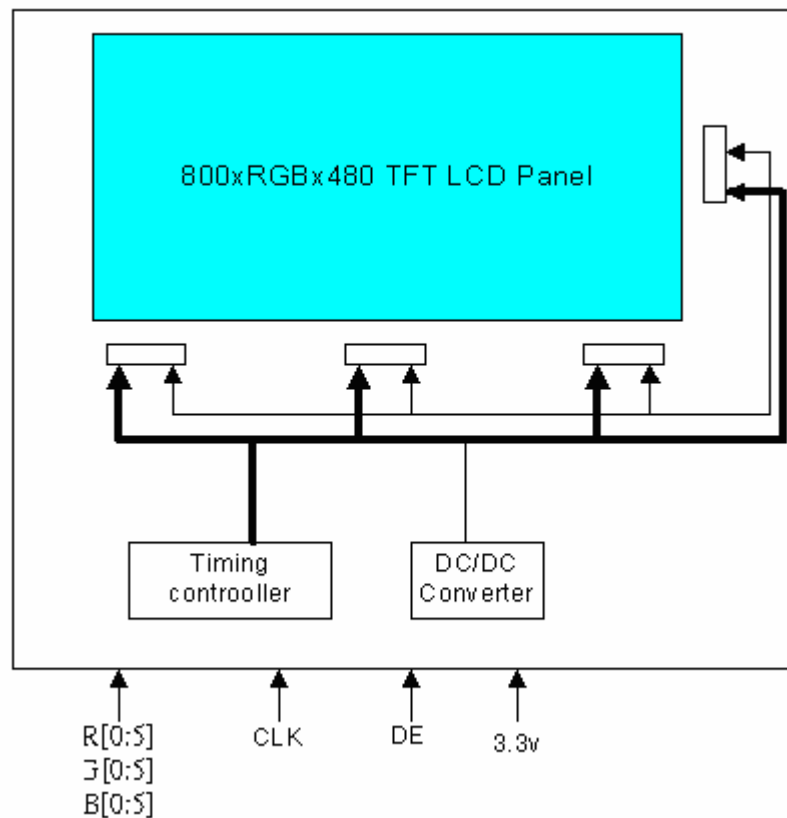 800xRGBx480 TFT LCD Panel
Timing
controoller
DC/DC
Converter
R[0:5]
G[0:5]
B[0:5]
CLK
DE
3.3v